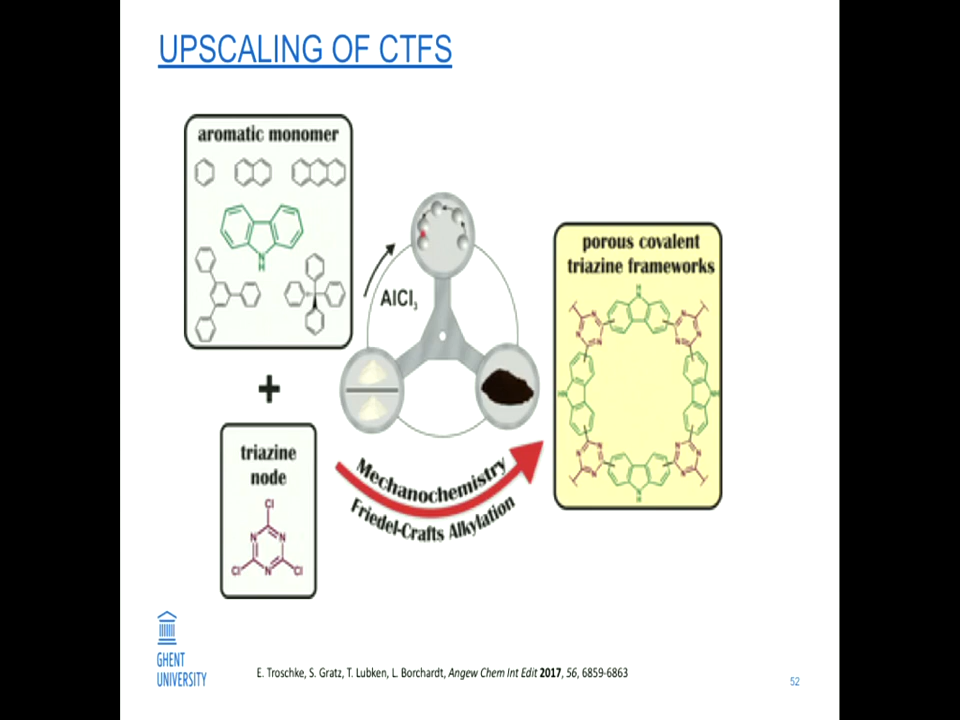 UPSCALING OF CTFS
aromatic monomer
N
H
+
triazine
node
Cl
N
N
N
Cl
Cl
AlCl3
Mechanochemistry
Friedel-Crafts Alkylation
porous covalent
triazine frameworks
GHENT
UNIVERSITY
E. Troschke, S. Gratz, T. Lubken, L. Borchardt, Angew Chem Int Edit 2017, 56, 6859-6863
52